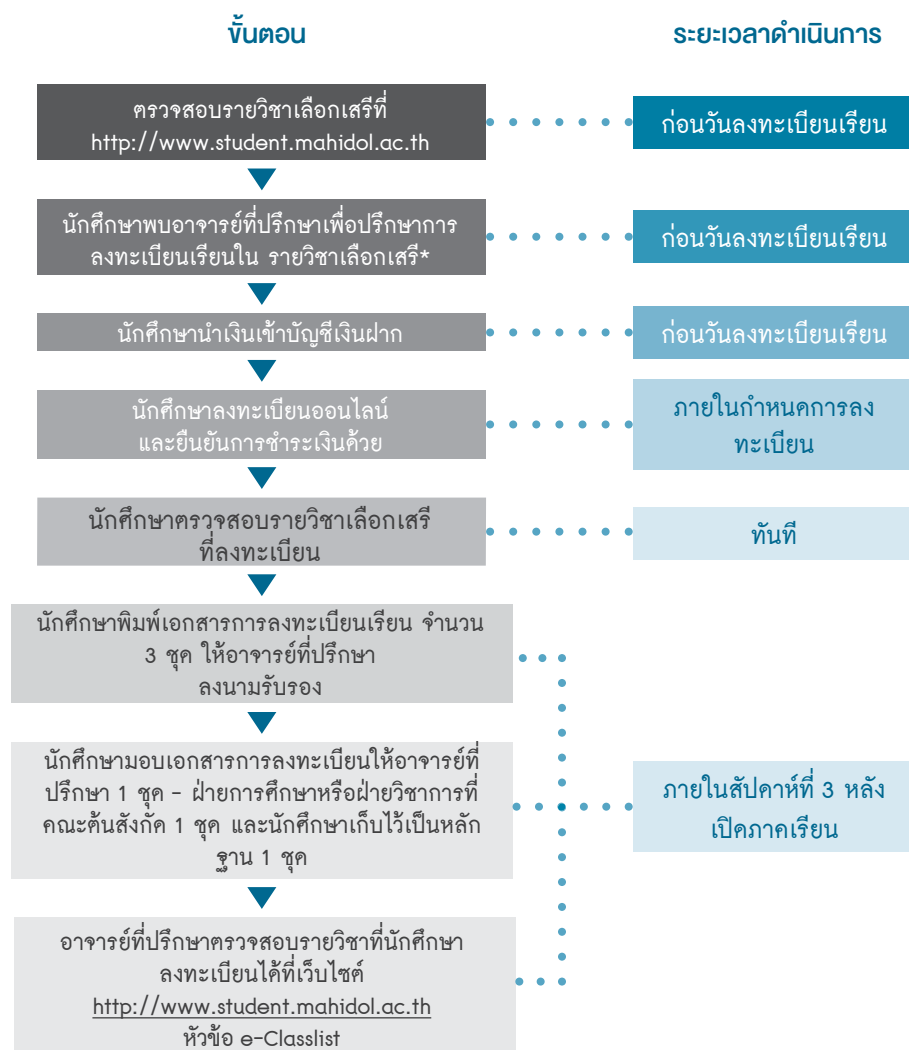 ขั้นตอน
ระยะเวลาดำเนินการ
ตรวจสอบรายวิชาเลือกเสรีที่
http://www.student.mahidol.ac.th
ก่อนวันลงทะเบียนเรียน
นักศึกษาพบอาจารย์ที่ปรึกษาเพื่อปรึกษาการ
ลงทะเบียนเรียนใน รายวิชาเลือกเสรี*
ก่อนวันลงทะเบียนเรียน
นักศึกษานำเงินเข้าบัญชีเงินฝาก
ก่อนวันลงทะเบียนเรียน
นักศึกษาลงทะเบียนออนไลน์
และยืนยันการชำระเงินด้วย
ภายในกำหนดการลง
ทะเบียน
นักศึกษาตรวจสอบรายวิชาเลือกเสรี
ที่ลงทะเบียน
ทันที
นักศึกษาพิมพ์เอกสารการลงทะเบียนเรียน จำนวน
3 ชุด ให้อาจารย์ที่ปรึกษา
ลงนามรับรอง
นักศึกษามอบเอกสารการลงทะเบียนให้อาจารย์ที่
ปรึกษา 1 ชุด - ฝ่ายการศึกษาหรือฝ่ายวิชาการที่
คณะต้นสังกัด 1 ชุด และนักศึกษาเก็บไว้เป็นหลัก
ฐาน 1 ชุด
ภายในสัปดาห์ที่ 3 หลัง
เปิดภาคเรียน
อาจารย์ที่ปรึกษาตรวจสอบรายวิชาที่นักศึกษา
ลงทะเบียนได้ที่เว็บไซต์
http://www.student.mahidol.ac.th
หัวข้อ e-Classlist